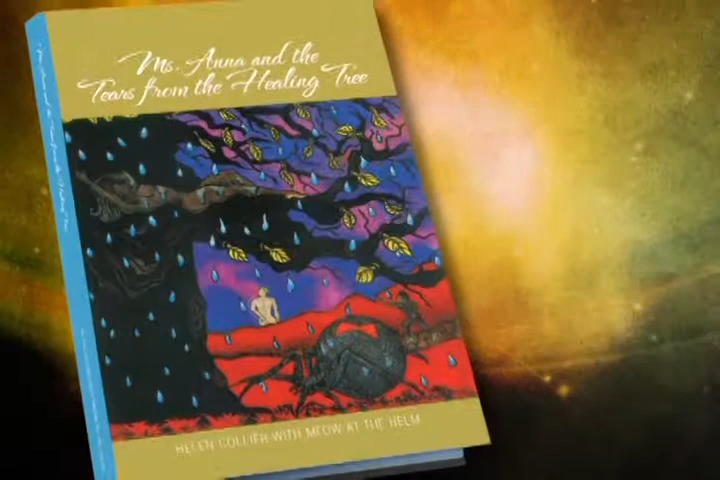 Ms. Anna and the
Tears from the Healing Tree
HELEN COLLIER WITH MEOW AT THE HELM